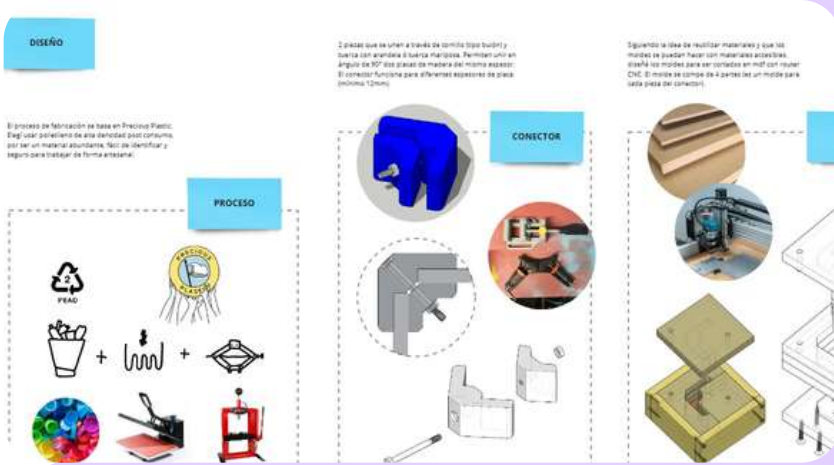 DISEÑO
El proceso de fabricación se basa en Precious Plastic.
Elegí usar polietileno de alta densidad post consumo,
por ser un material abundante, fácil de identificar y
seguro para trabajar de forma artesanal.
PROCESO
PRECIOUS
PLASTIC
2
PEAD
+
+
2 piezas que se unen a través de tornillo (tipo bulón) y
tuerca con arandela o tuerca mariposa. Permiten unir en
ángulo de 90° dos placas de madera del mismo espesor.
El conector funciona para diferentes espesores de placa
(mínimo 12mm).
CONECTOR
Siguiendo la idea de reutilizar materiales y que los
moldes se puedan hacer con materiales accesibles,
diseñé los moldes para ser cortados en mdf con router
CNC. El molde se compone de 4 partes (es un molde para
cada pieza del conector).